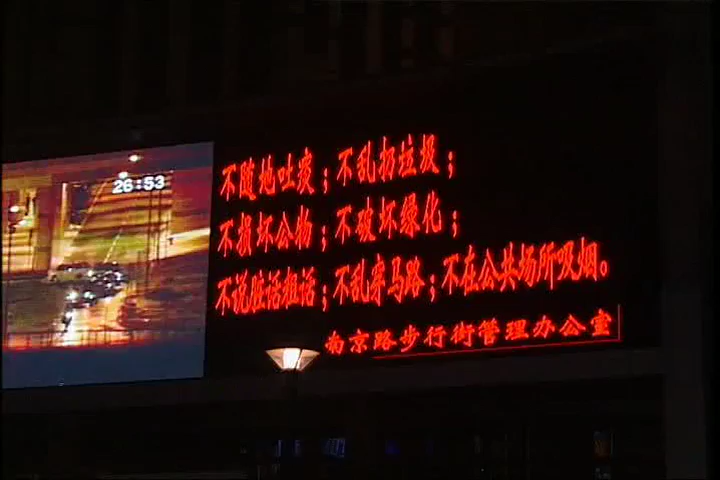 26:53
不随地吐痰；不乱扔垃圾；
不损坏公物；不破坏绿化；
不说脏话粗话；不乱穿马路；不在公共场所吸烟。
南京路步行街管理办公室